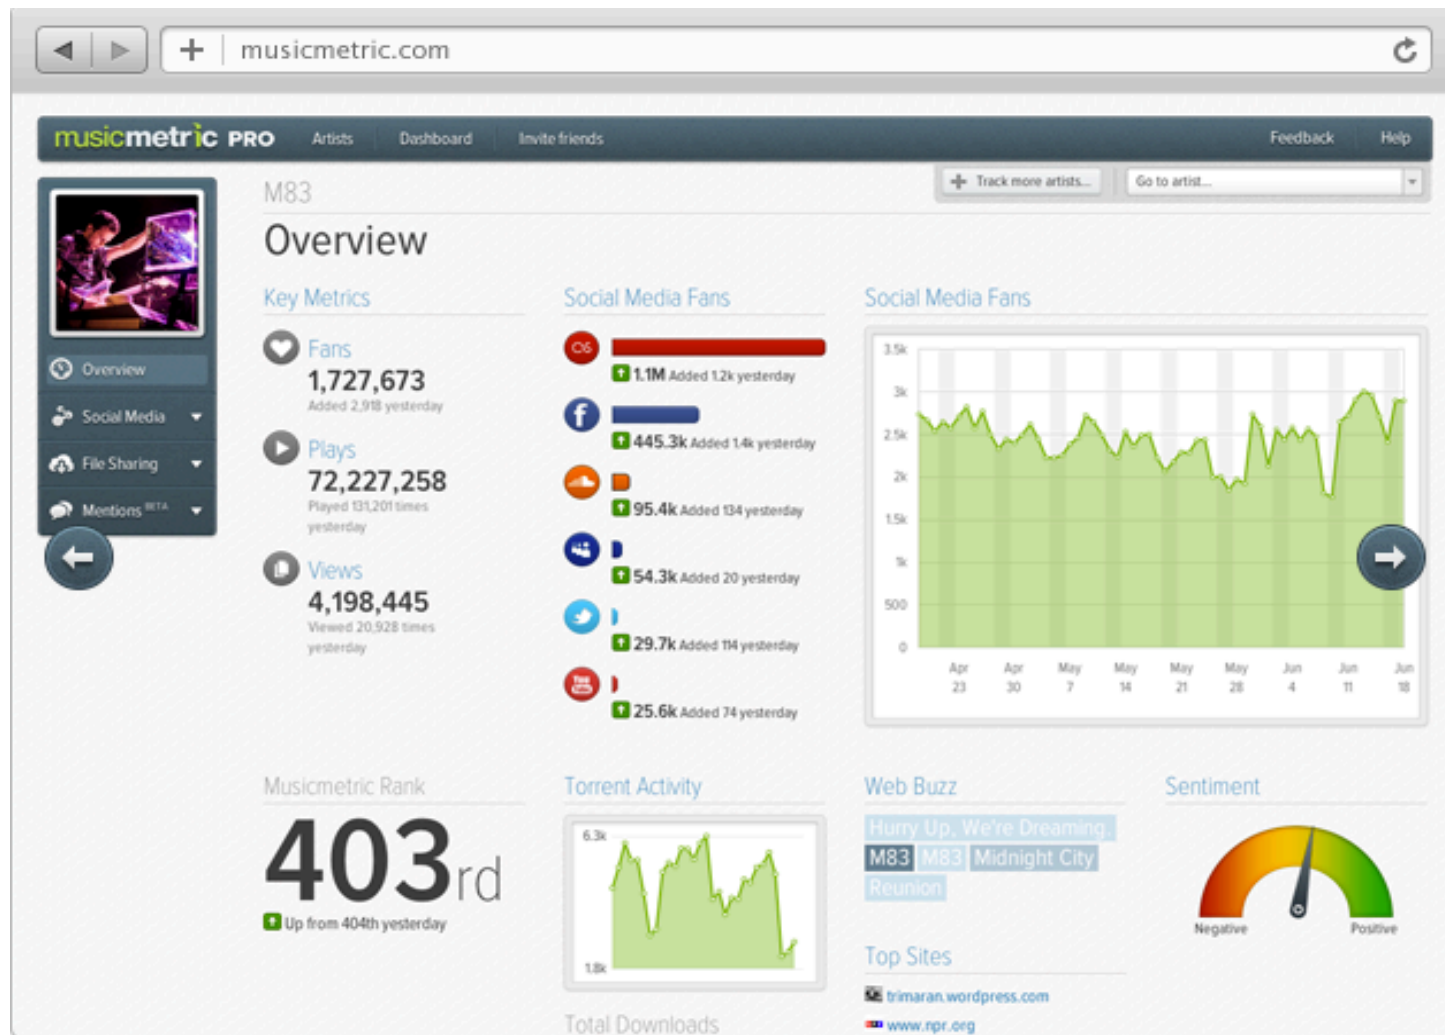 musicmetric.com
musicmetric PRO Artists Dashboard Invite friends Feedback Help
Track more artists... Go to artist...
M83
Overview
Overview
Social Media
File Sharing
Mentions BETA
Key Metrics
Fans
1,727,673
Added 2,918 yesterday
Plays
72,227,258
Played 131,201 times
yesterday
Views
4,198,445
Viewed 20,928 times
yesterday
Social Media Fans
1.1M Added 1.2k yesterday
f
445.3k Added 1.4k yesterday
95.4k Added 134 yesterday
54.3k Added 20 yesterday
29.7k Added 114 yesterday
You Tube
25.6k Added 74 yesterday
Social Media Fans
3.5k
3k
2.5k
2k
1.5k
1k
500
0
Apr 23
Apr 30
May 7
May 14
May 21
May 28
Jun 4
Jun 11
Jun 18
Musicmetric Rank
403rd
Up from 404th yesterday
Torrent Activity
6.3k
1.8k
Total Downloads
Web Buzz
Hurry Up, We're Dreaming.
M83 M83 Midnight City
Reunion
Top Sites
trimaran.wordpress.com
www.npr.org
Sentiment
Negative Positive